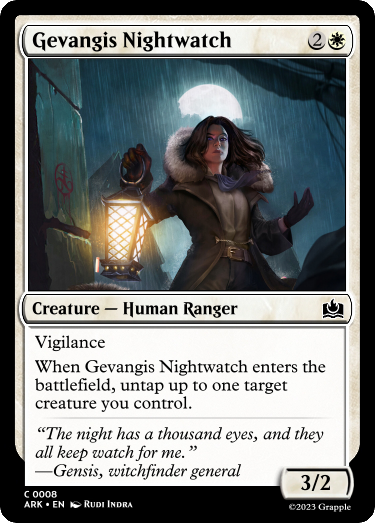 Gevangis Nightwatch 2
Creature — Human Ranger
Vigilance
When Gevangis Nightwatch enters the
battlefield, untap up to one target
creature you control.
“The night has a thousand eyes, and they
all keep watch for me.”
—Gensis, witchfinder general
3/2
C 0008
ARK • EN Rudi Indra
©2023 Grapple